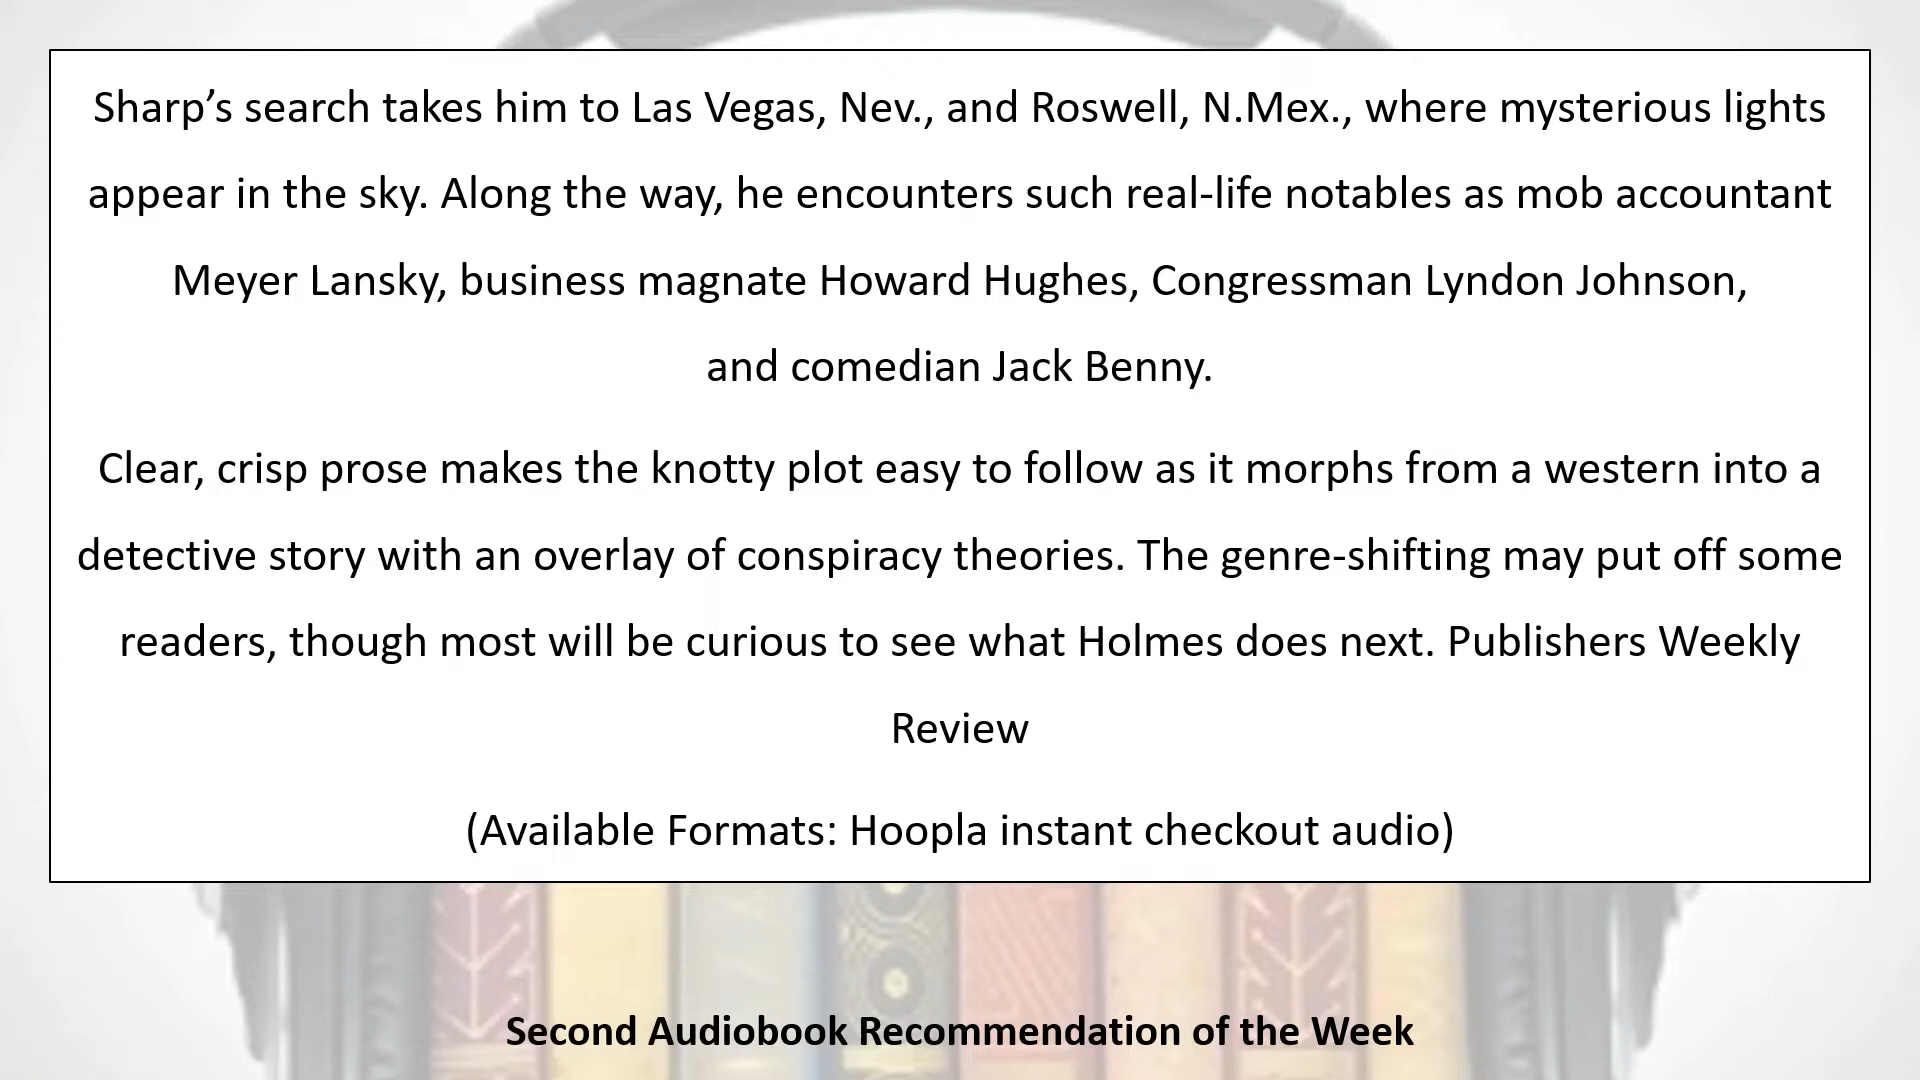 Sharp’s search takes him to Las Vegas, Nev., and Roswell, N.Mex., where mysterious lights
appear in the sky. Along the way, he encounters such real-life notables as mob accountant
Meyer Lansky, business magnate Howard Hughes, Congressman Lyndon Johnson,
and comedian Jack Benny.
Clear, crisp prose makes the knotty plot easy to follow as it morphs from a western into a
detective story with an overlay of conspiracy theories. The genre-shifting may put off some
readers, though most will be curious to see what Holmes does next. Publishers Weekly
Review
(Available Formats: Hoopla instant checkout audio)
Second Audiobook Recommendation of the Week